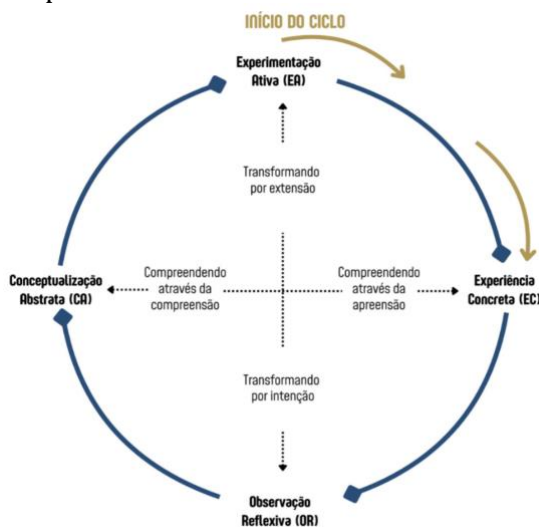 INÍCIO DO CICLO
Experimentação
Ativa (EA)
Transformando
por extensão
Conceptualização
Abstrata (CA)
Compreendendo
através da
compreensão
Compreendendo
através da
apreensão
Experiência
Concreta (EC)
Transformando
por intenção
Observação
Reflexiva (OR)